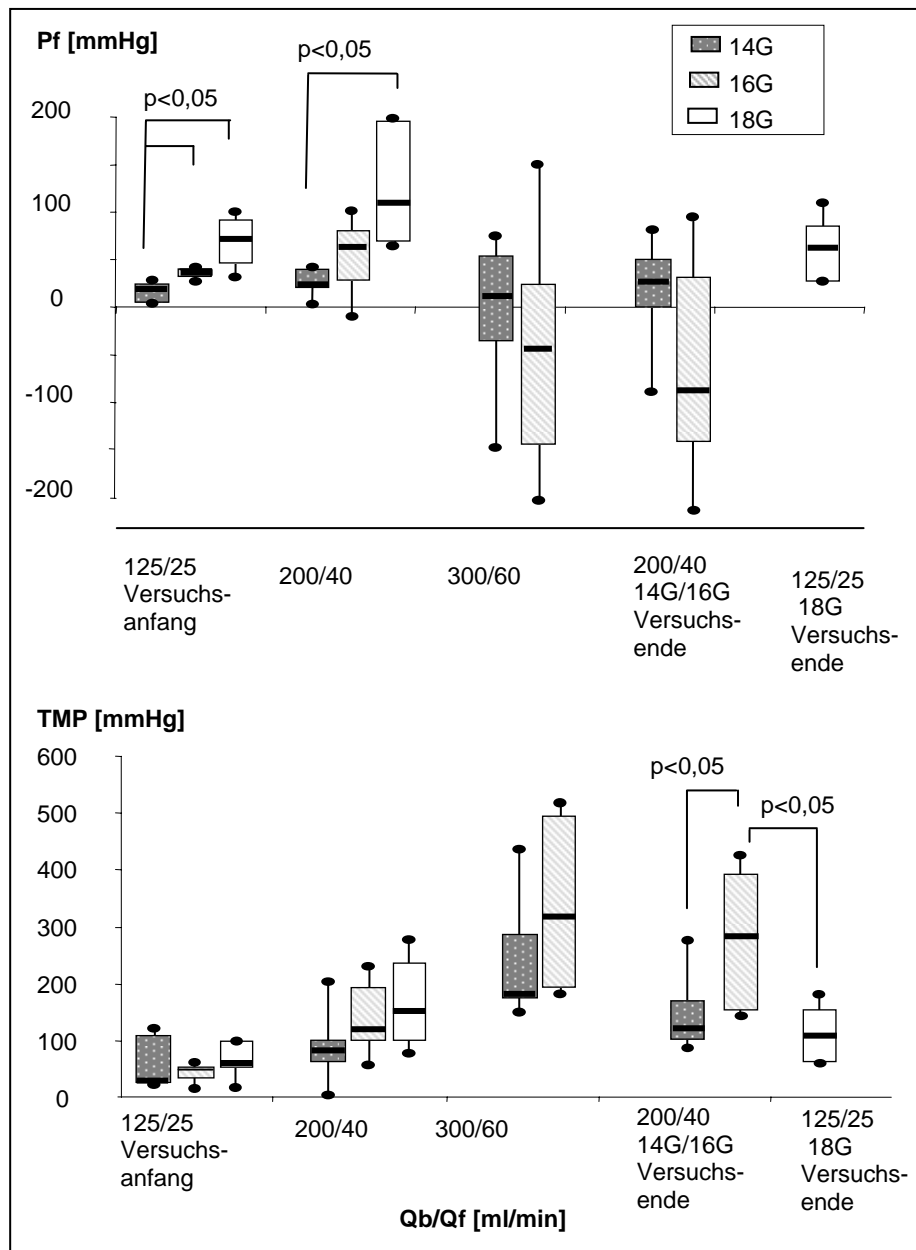 Pf [mmHg]
14G
16G
18G
p<0,05
p<0,05
200
100
0
-100
-200
125/25
Versuchs-
anfang
200/40
300/60
200/40
14G/16G
Versuchs-
ende
125/25
18G
Versuchs-
ende
TMP [mmHg]
600
500
400
300
200
100
0
p<0,05
p<0,05
125/25
Versuchs-
anfang
200/40
300/60
200/40
14G/16G
Versuchs-
ende
125/25
18G
Versuchs-
ende
Qb/Qf [ml/min]